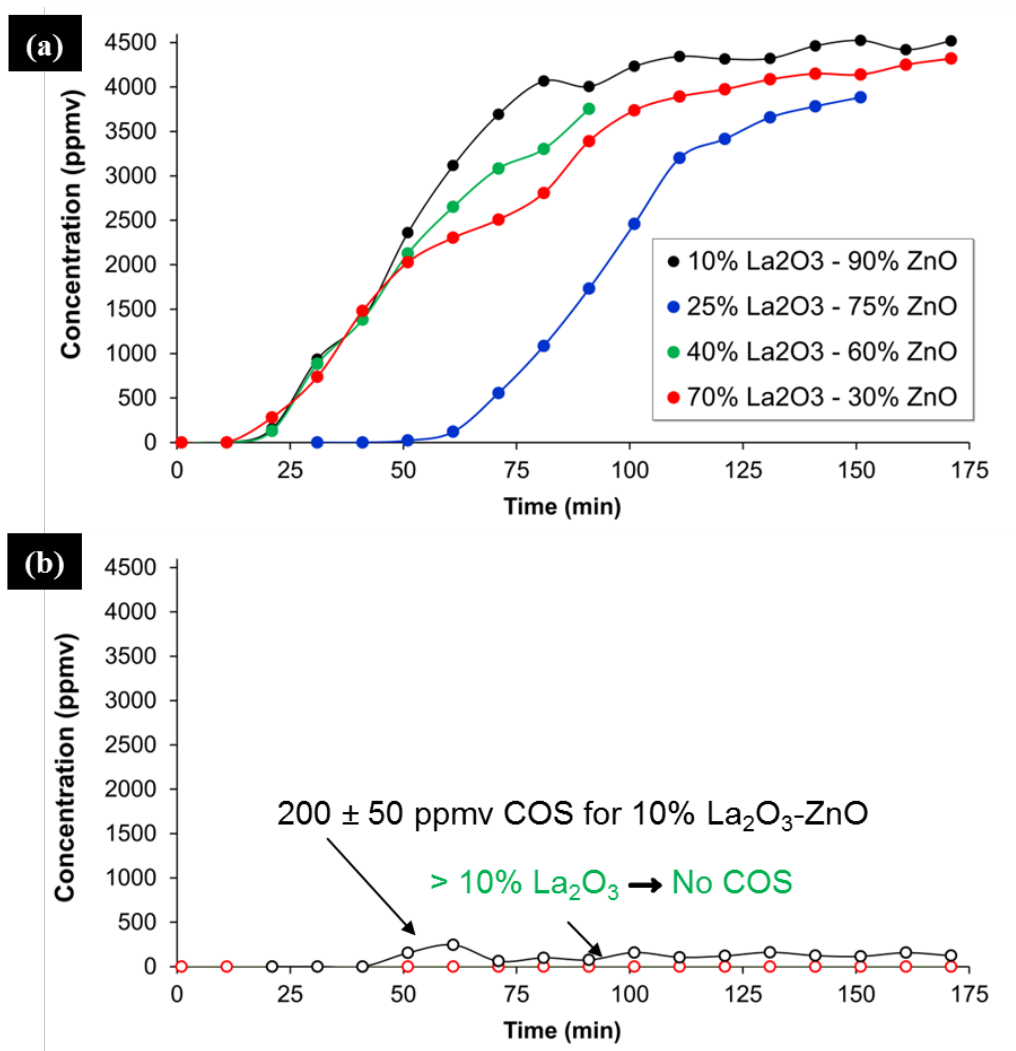 (a)
Concentration (ppmv)
4500
4000
3500
3000
2500
2000
1500
1000
500
0
10% La2O3 - 90% ZnO
25% La2O3 - 75% ZnO
40% La2O3 - 60% ZnO
70% La2O3 - 30% ZnO
0 25 50 75 100 125 150 175
Time (min)
(b)
Concentration (ppmv)
4500
4000
3500
3000
2500
2000
1500
1000
500
0
200 ± 50 ppmv COS for 10% La₂O₃-ZnO
> 10% La₂O₃ → No COS
0 25 50 75 100 125 150 175
Time (min)